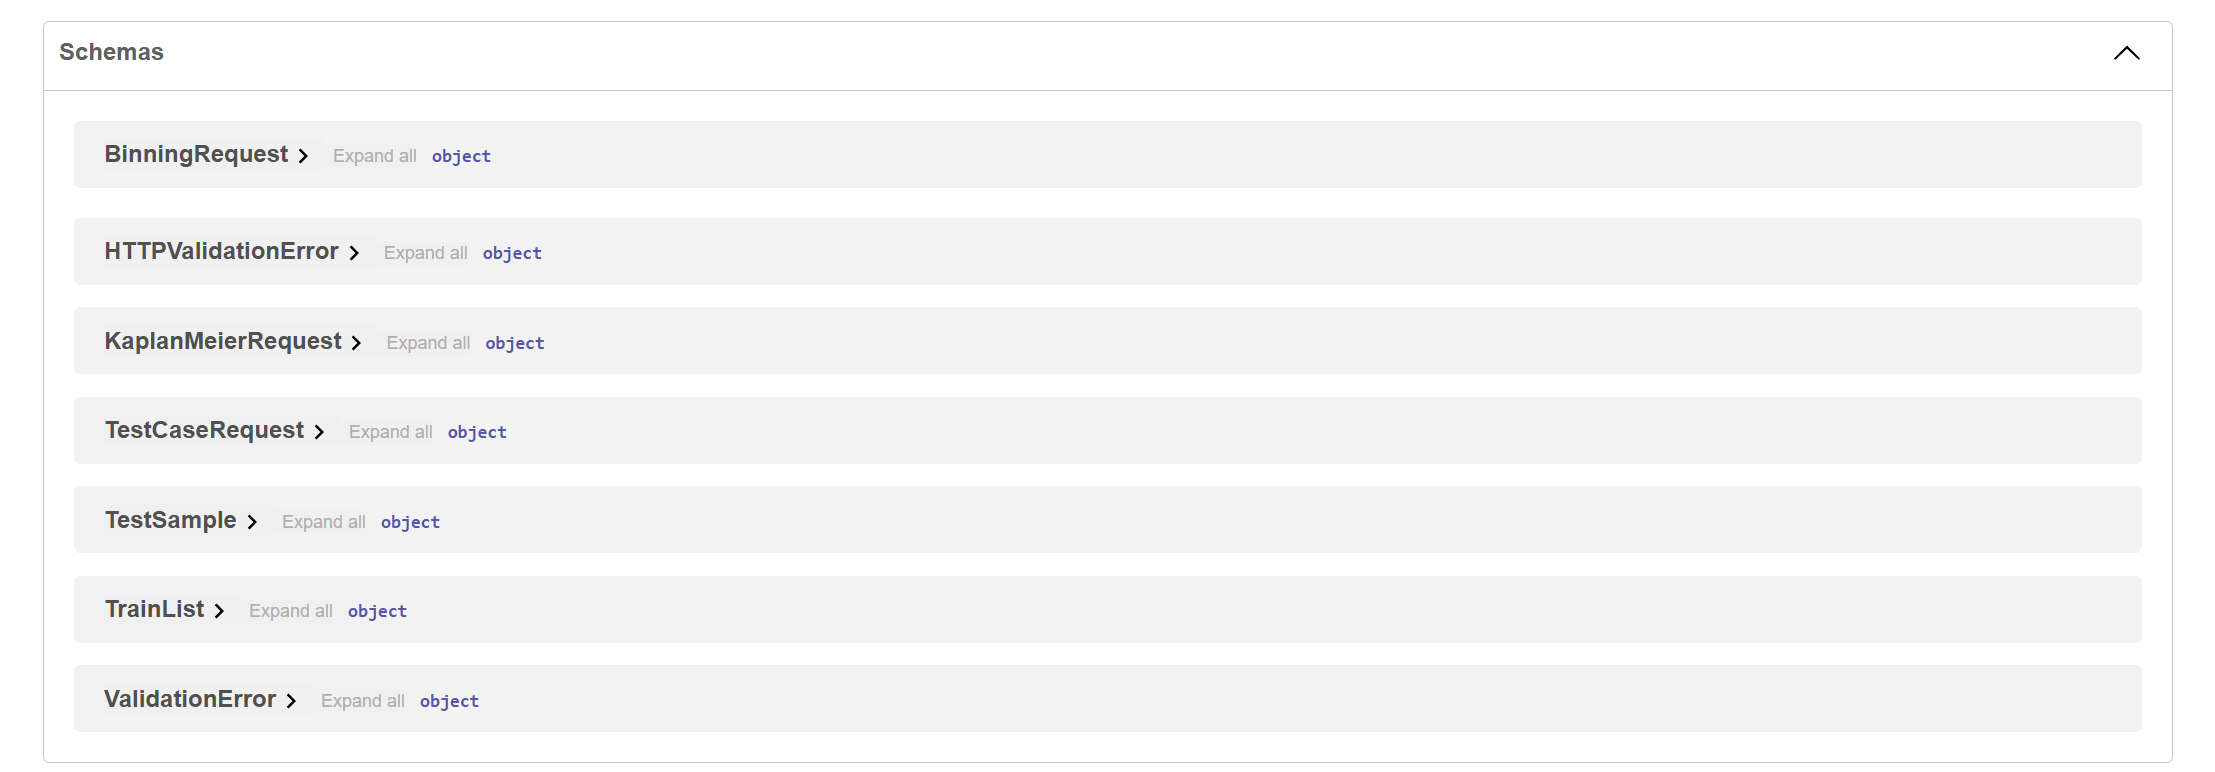 Schemas
BinningRequest Expand all object
HTTPValidationError Expand all object
KaplanMeierRequest Expand all object
TestCaseRequest Expand all object
TestSample Expand all object
TrainList Expand all object
ValidationError Expand all object